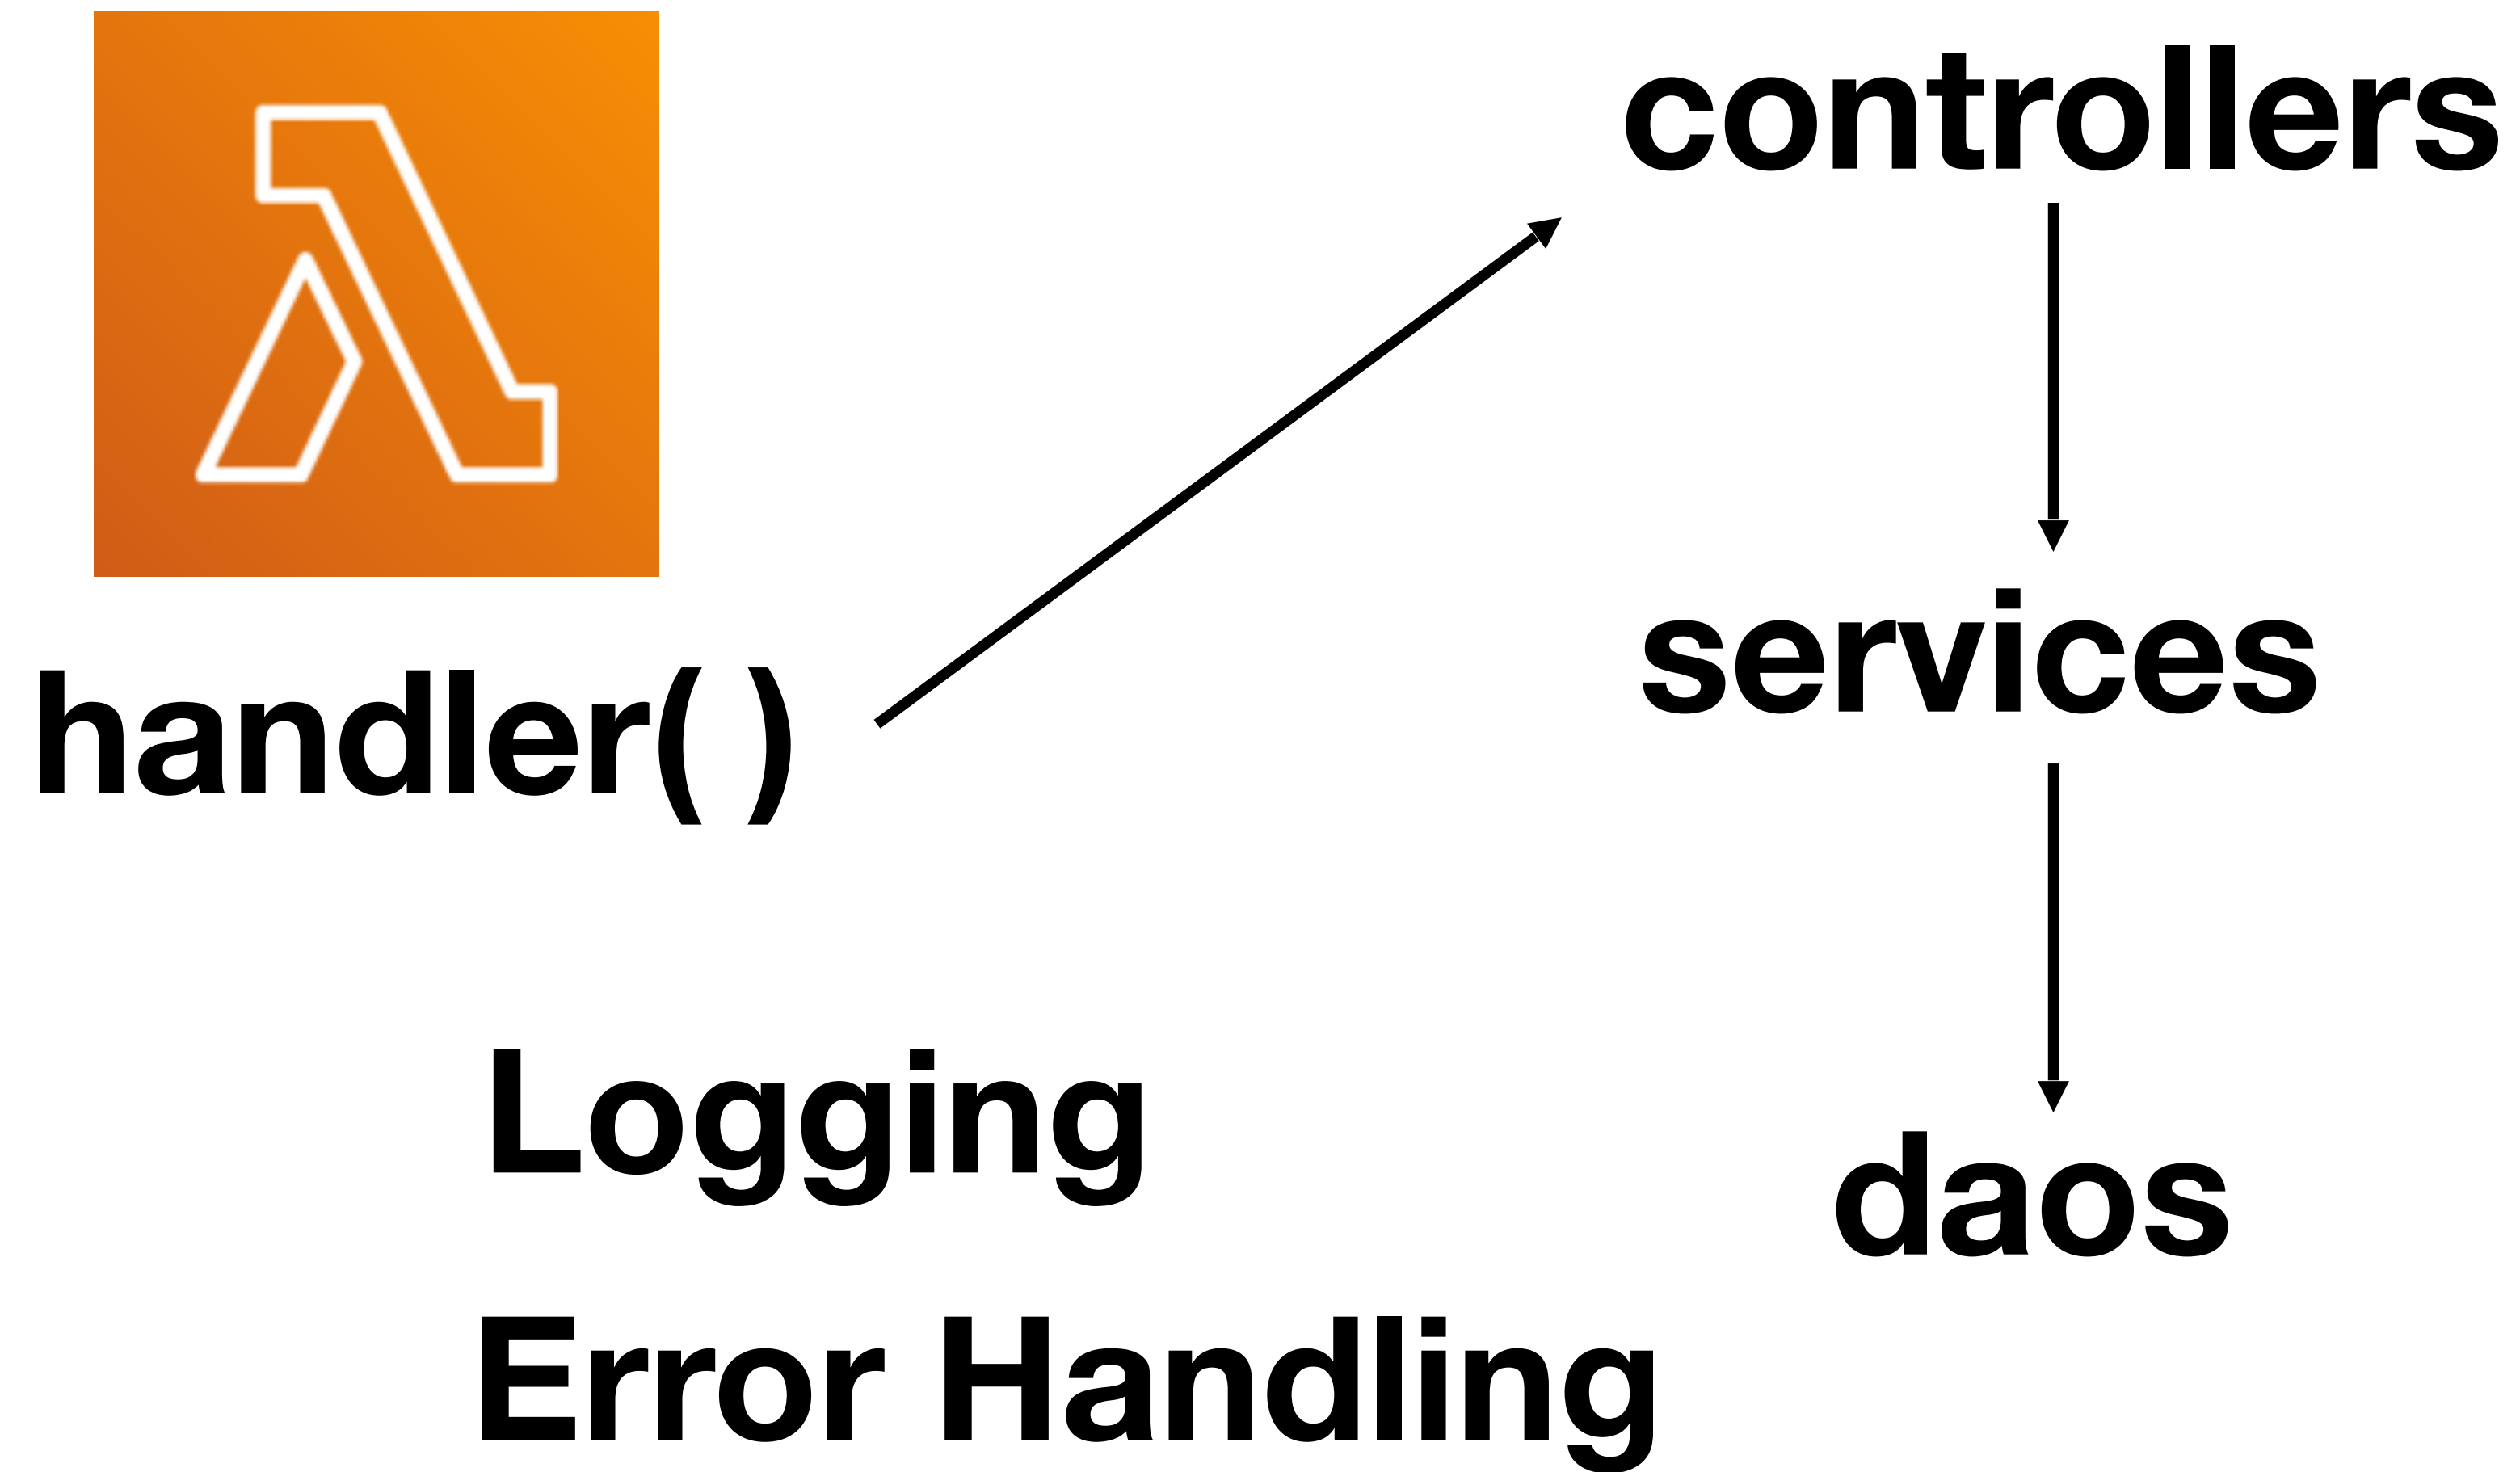 controllers
services
handler( )
Logging
daos
Error Handling